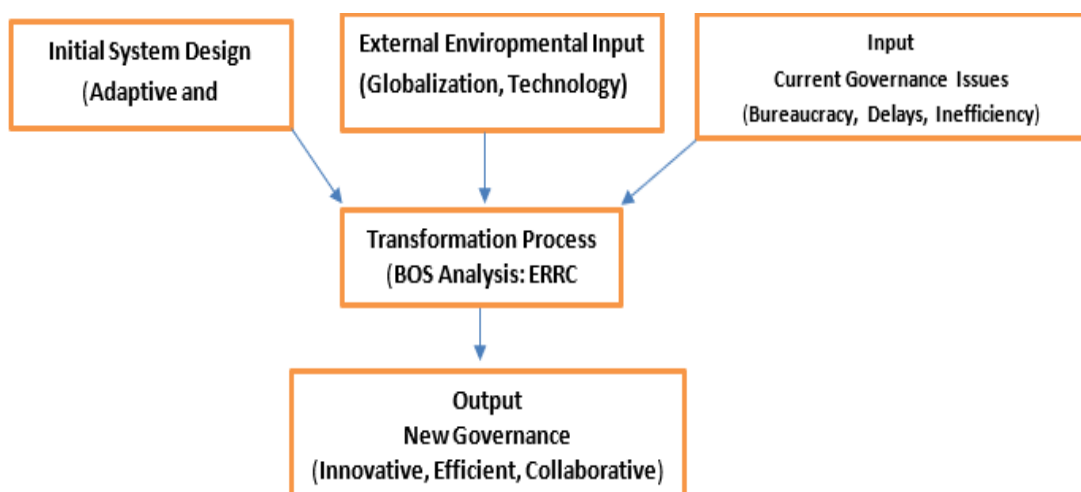 Initial System Design
(Adaptive and
External Enviropmental Input
(Globalization, Technology)
Input
Current Governance Issues
(Bureaucracy, Delays, Inefficiency)
Transformation Process
(BOS Analysis: ERRC
Output
New Governance
(Innovative, Efficient, Collaborative)